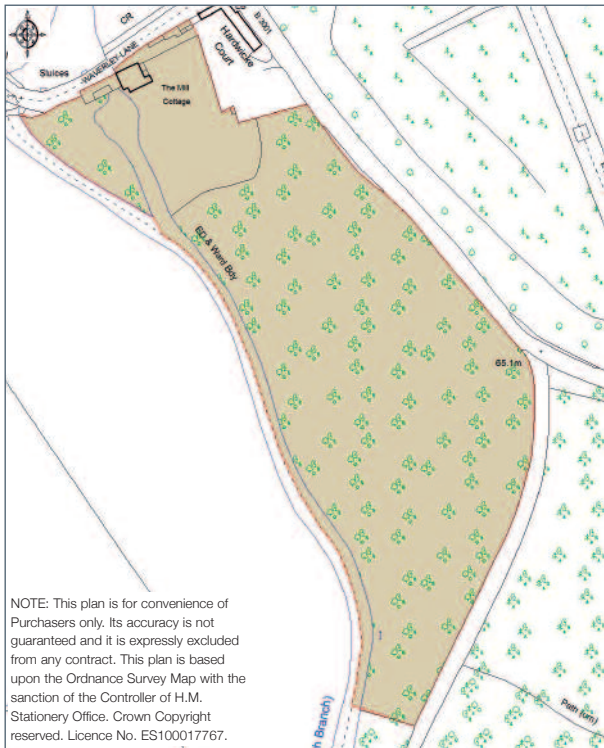 CR
B 3001
Hardwicke
Court
WAVERLEY LANE
Sluices
The Mill
Cottage
ED & Ward Bdy
65.1m
NOTE: This plan is for convenience of
Purchasers only. Its accuracy is not
guaranteed and it is expressly excluded
from any contract. This plan is based
upon the Ordnance Survey Map with the
sanction of the Controller of H.M.
Stationery Office. Crown Copyright
reserved. Licence No. ES100017767.
Path (um)
h Branch)